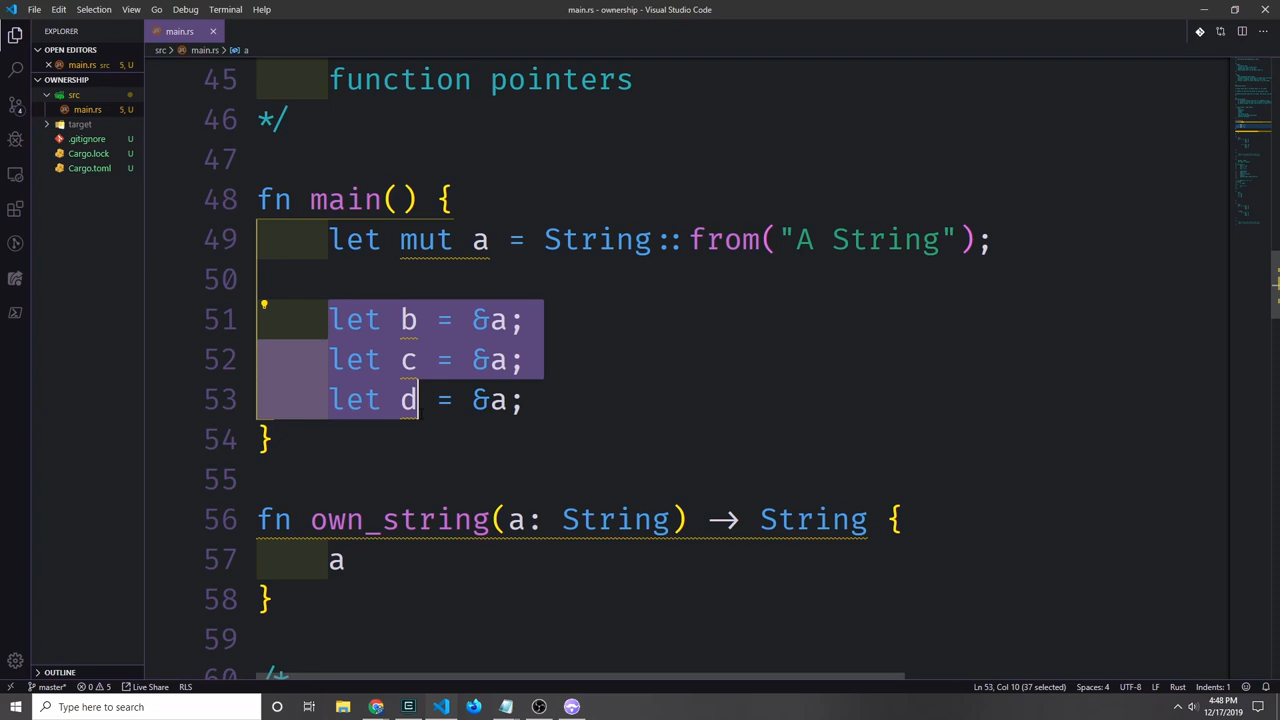 File Edit Selection View Go Debug Terminal Help
main.rs - ownership - Visual Studio Code
EXPLORER
OPEN EDITORS
main.rs src 5, U
OWNERSHIP
src
main.rs 5, U
target
.gitignore U
Cargo.lock U
Cargo.toml U
OUTLINE
main.rs
src > main.rs > a
45 function pointers
46 */
47
48 fn main() {
49 let mut a = String::from("A String");
50
51 let b = &a;
52 let c = &a;
53 let d = &a;
54 }
55
56 fn own_string(a: String) → String {
57 a
58 }
59
60 /*
master* 0 5 Live Share RLS
Ln 53, Col 10 (37 selected) Spaces: 4 UTF-8 LF Rust Indents: 1
Type here to search
4:48 PM
12/17/2019